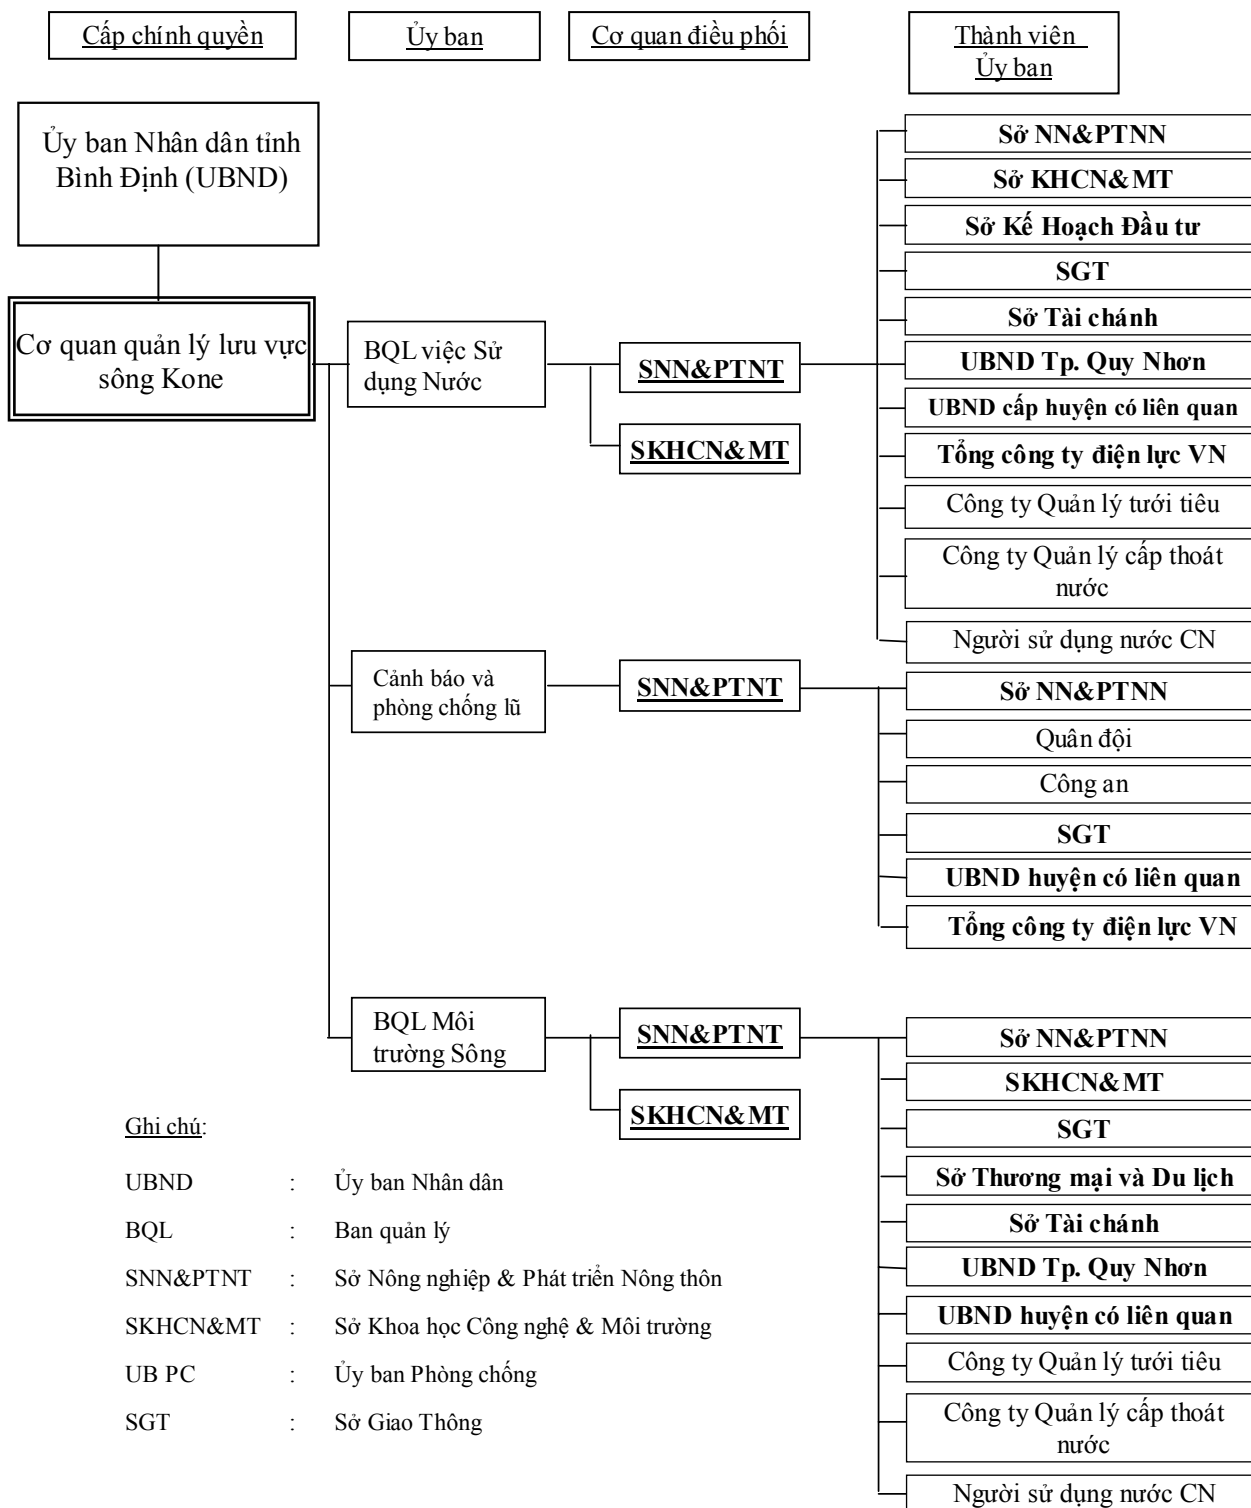 Cấp chính quyền
Ủy ban
Cơ quan điều phối
Thành viên
Ủy ban
Ủy ban Nhân dân tỉnh
Bình Định (UBND)
Cơ quan quản lý lưu vực
sông Kone
BQL việc Sử
dụng Nước
SNN&PTNT
SKHCN&MT
Sở NN&PTNN
Sở KHCN&MT
Sở Kế Hoạch Đầu tư
SGT
Sở Tài chánh
UBND Tp. Quy Nhơn
UBND cấp huyện có liên quan
Tổng công ty điện lực VN
Công ty Quản lý tưới tiêu
Công ty Quản lý cấp thoát
nước
Người sử dụng nước CN
Cảnh báo và
phòng chống lũ
SNN&PTNT
Sở NN&PTNN
Quân đội
Công an
SGT
UBND huyện có liên quan
Tổng công ty điện lực VN
BQL Môi
trường Sông
SNN&PTNT
SKHCN&MT
Sở NN&PTNN
SKHCN&MT
SGT
Sở Thương mại và Du lịch
Sở Tài chánh
UBND Tp. Quy Nhơn
UBND huyện có liên quan
Công ty Quản lý tưới tiêu
Công ty Quản lý cấp thoát
nước
Người sử dụng nước CN
Ghi chú:
UBND : Ủy ban Nhân dân
BQL : Ban quản lý
SNN&PTNT : Sở Nông nghiệp & Phát triển Nông thôn
SKHCN&MT : Sở Khoa học Công nghệ & Môi trường
UB PC : Ủy ban Phòng chống
SGT : Sở Giao Thông